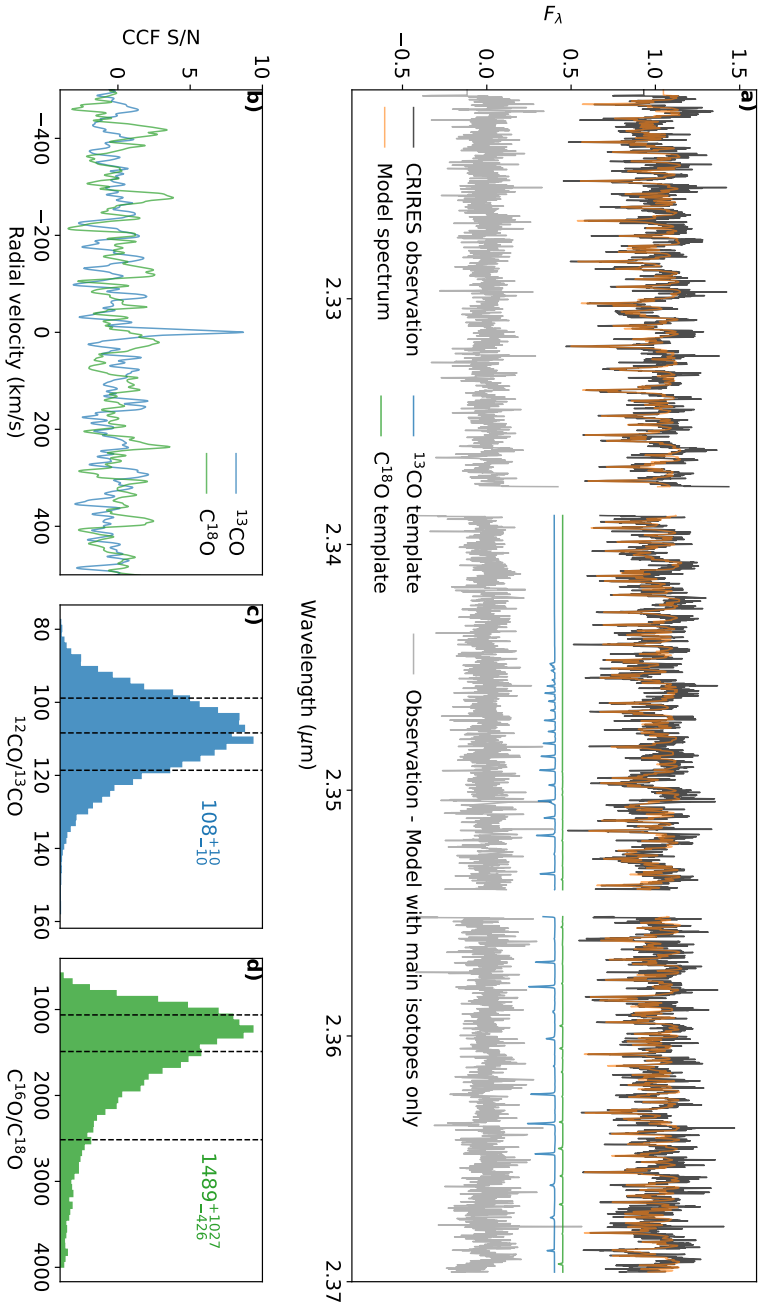 a)
1.5
1.0
0.5
0.0
−0.5
F_λ
CRIRES observation
Model spectrum
¹³CO template
C¹⁸O template
Observation - Model with main isotopes only
2.33
2.34
2.35
2.36
2.37
Wavelength (μm)
b)
10
5
0
CCF S/N
¹³CO
C¹⁸O
−400
−200
0
200
400
Radial velocity (km/s)
c)
108⁺¹⁰₋₁₀
80
100
120
140
160
¹²CO/¹³CO
d)
1489⁺¹⁰²⁷₋₄₂₆
1000
2000
3000
4000
C¹⁶O/C¹⁸O